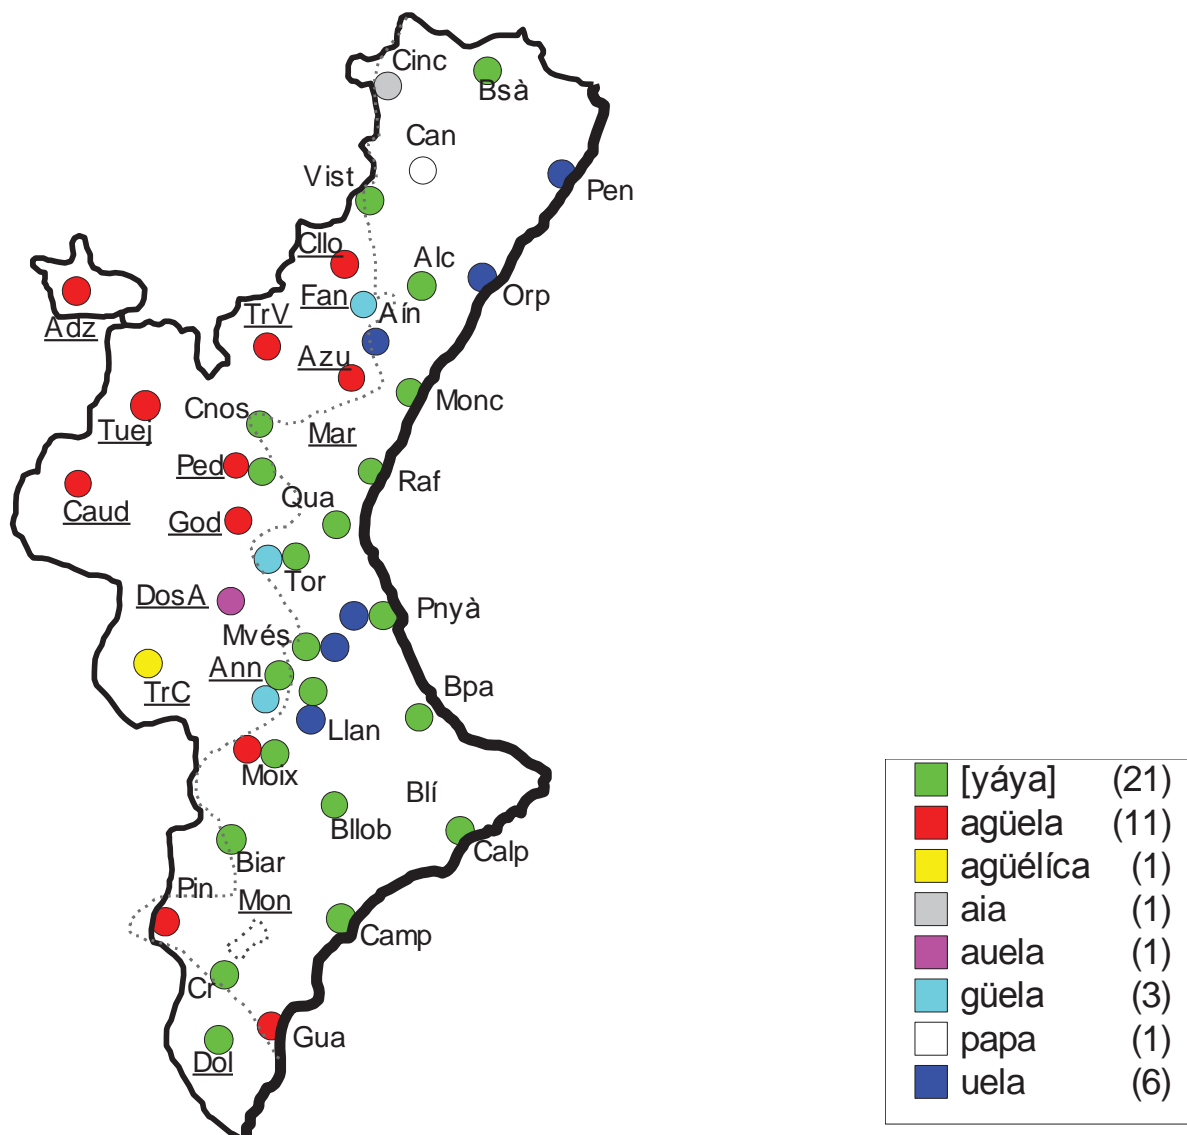 Cinc
Bsà
Can
Vist
Pen
Cllo
Alc
Fan
Orp
Adz
TrV
Aín
Azu
Monc
Cnos
Tuej
Mar
Ped
Raf
Qua
Caud
God
Tor
DosA
Pnyà
Mvés
Ann
TrC
Bpa
Llan
Moix
Blí
Bllob
Calp
Biar
Pin
Mon
Camp
Cr
Gua
Dol
[yáya] (21)
agüela (11)
agüélíca (1)
aia (1)
auela (1)
güela (3)
papa (1)
uela (6)